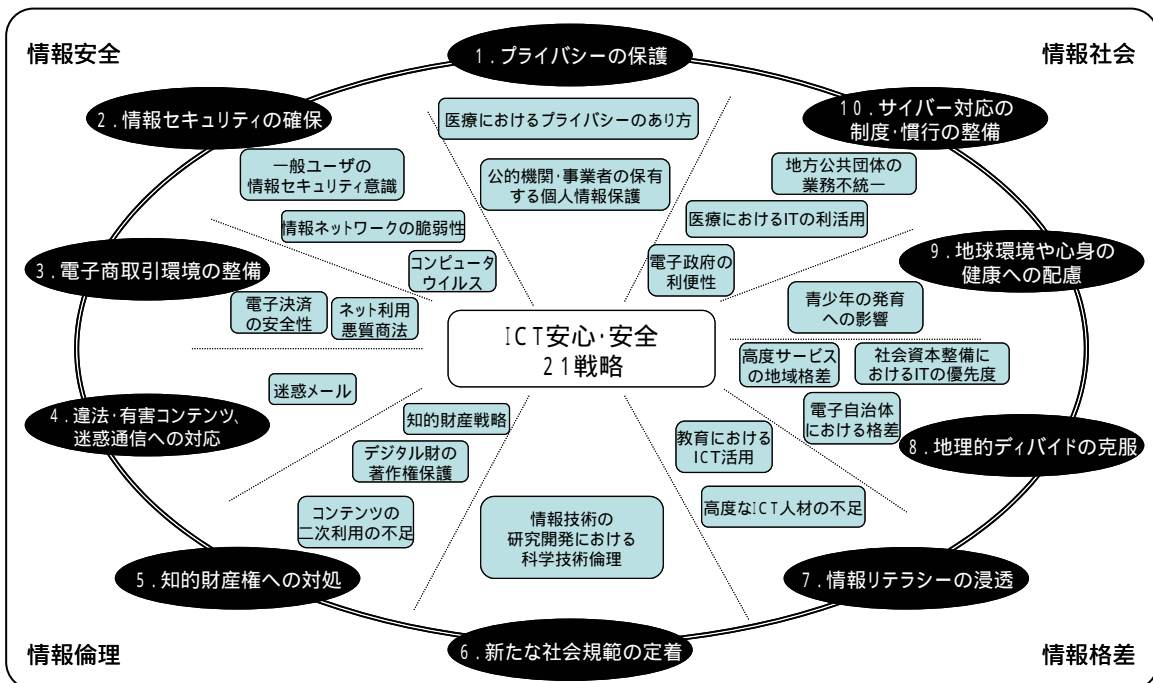 情報安全
情報社会
1.プライバシーの保護
2.情報セキュリティの確保
10.サイバー対応の
制度・慣行の整備
医療におけるプライバシーのあり方
公的機関・事業者の保有
する個人情報保護
一般ユーザの
情報セキュリティ意識
情報ネットワークの脆弱性
コンピュータ
ウイルス
地方公共団体の
業務不統一
医療におけるITの利活用
電子政府の
利便性
3.電子商取引環境の整備
電子決済
の安全性
ネット利用
悪質商法
9.地球環境や心身の
健康への配慮
青少年の発育
への影響
ICT安心・安全
21戦略
高度サービス
の地域格差
社会資本整備に
おけるITの優先度
電子自治体
における格差
4.違法・有害コンテンツ、
迷惑通信への対応
迷惑メール
8.地理的ディバイドの克服
知的財産戦略
デジタル財の
著作権保護
コンテンツの
二次利用の不足
教育における
ICT活用
高度なICT人材の不足
情報技術の
研究開発における
科学技術倫理
5.知的財産権への対処
7.情報リテラシーの浸透
6.新たな社会規範の定着
情報倫理
情報格差